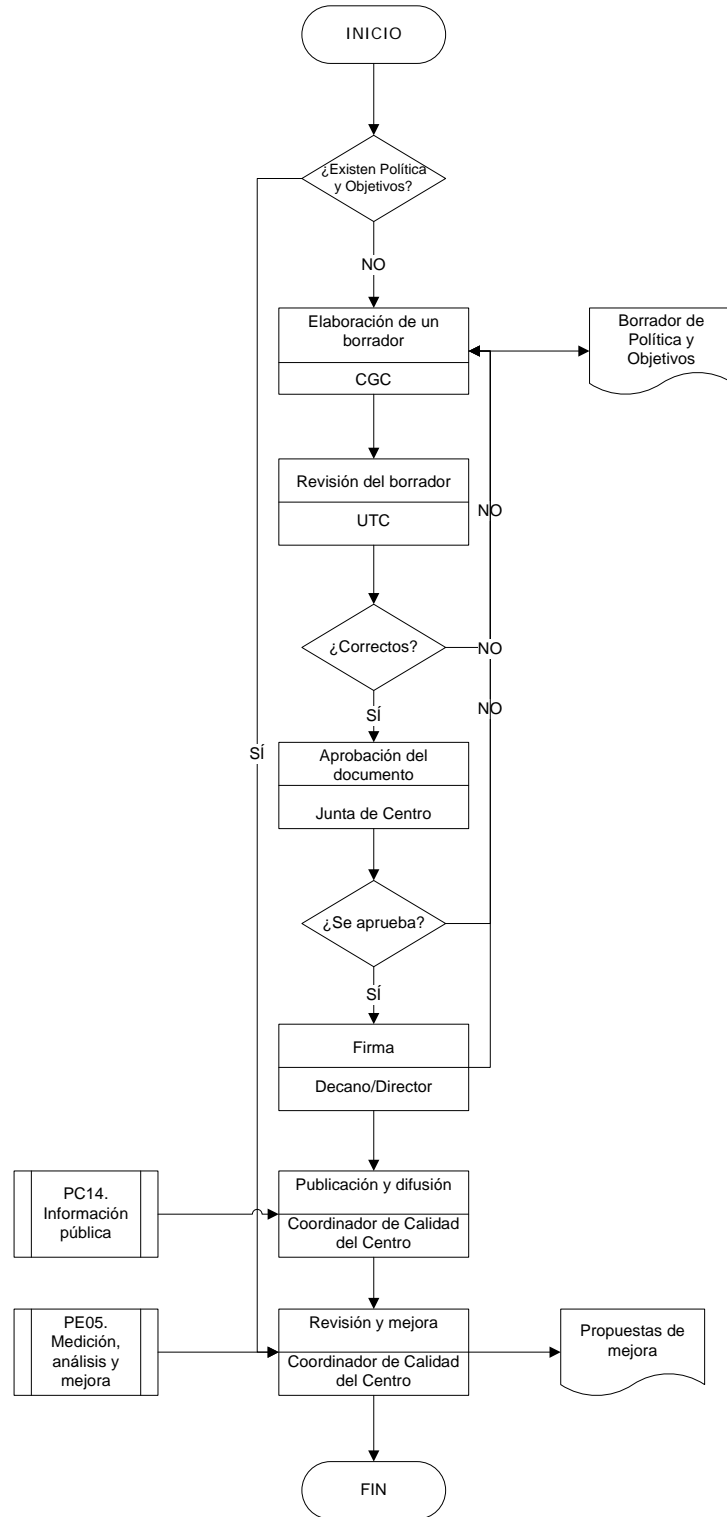 INICIO
¿Existen Política
y Objetivos?
NO
Elaboración de un
borrador
CGC
Borrador de
Política y
Objetivos
Revisión del borrador
UTC
NO
¿Correctos?
NO
SÍ
NO
SÍ
Aprobación del
documento
Junta de Centro
¿Se aprueba?
SÍ
Firma
Decano/Director
PC14.
Información
pública
Publicación y difusión
Coordinador de Calidad
del Centro
PE05.
Medición,
análisis y
mejora
Revisión y mejora
Coordinador de Calidad
del Centro
Propuestas de
mejora
FIN